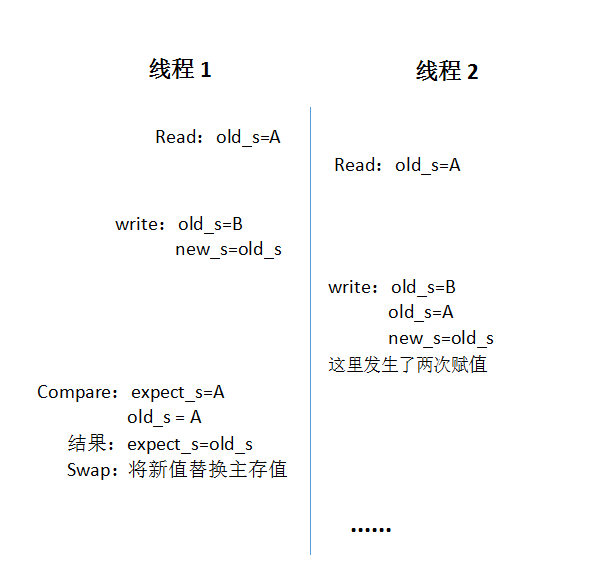 线程 1
Read：old_s=A
write：old_s=B
new_s=old_s
Compare：expect_s=A
old_s = A
结果：expect_s=old_s
Swap：将新值替换主存值
线程 2
Read：old_s=A
write：old_s=B
old_s=A
new_s=old_s
这里发生了两次赋值
......